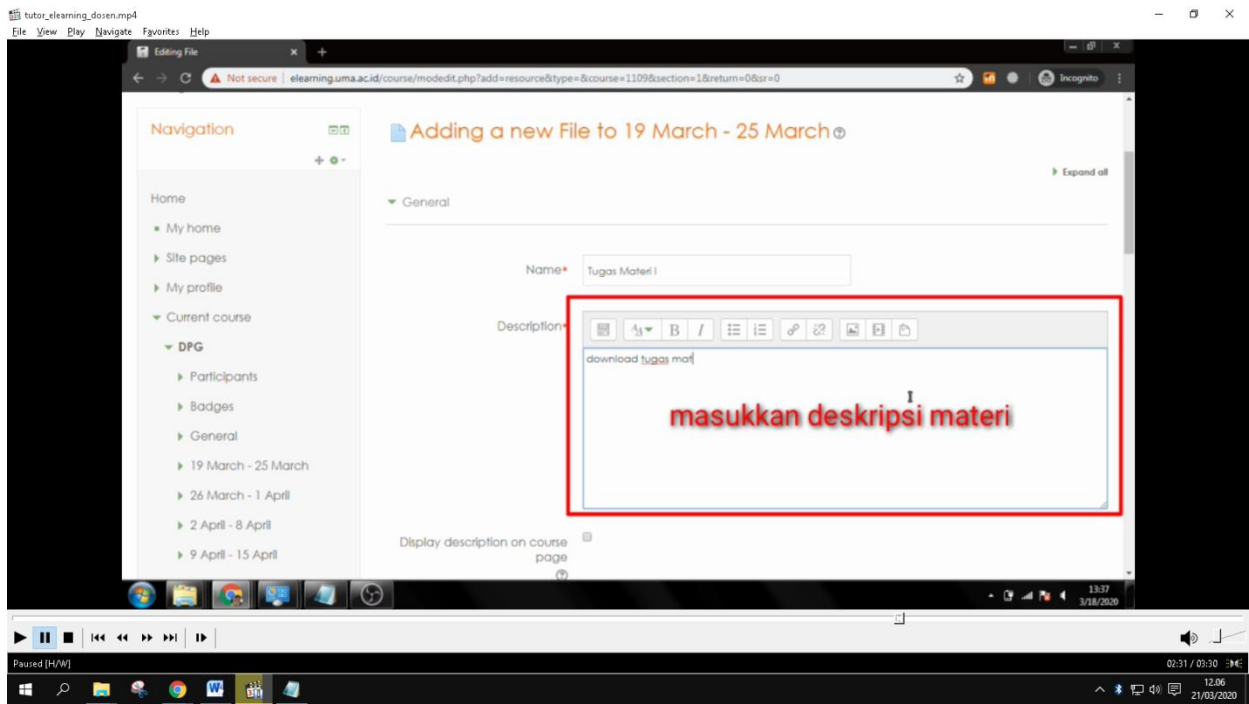 tutor_elearning_dosen.mp4
File View Play Navigate Favorites Help
Editing File
Not secure | elearning.uma.ac.id/course/modedit.php?add=resource&type=&course=1109&section=1&return=0&sr=0
Incognito
Navigation
Adding a new File to 19 March - 25 March
Expand all
Home
General
My home
Site pages
Name*
Tugas Materi I
My profile
Current course
Description*
DPG
download tugas mat
Participants
Badges
masukkan deskripsi materi
General
19 March - 25 March
26 March - 1 April
2 April - 8 April
Display description on course
page
9 April - 15 April
13:37
3/18/2020
Paused [H/W]
02:31 / 03:30
12.06
21/03/2020